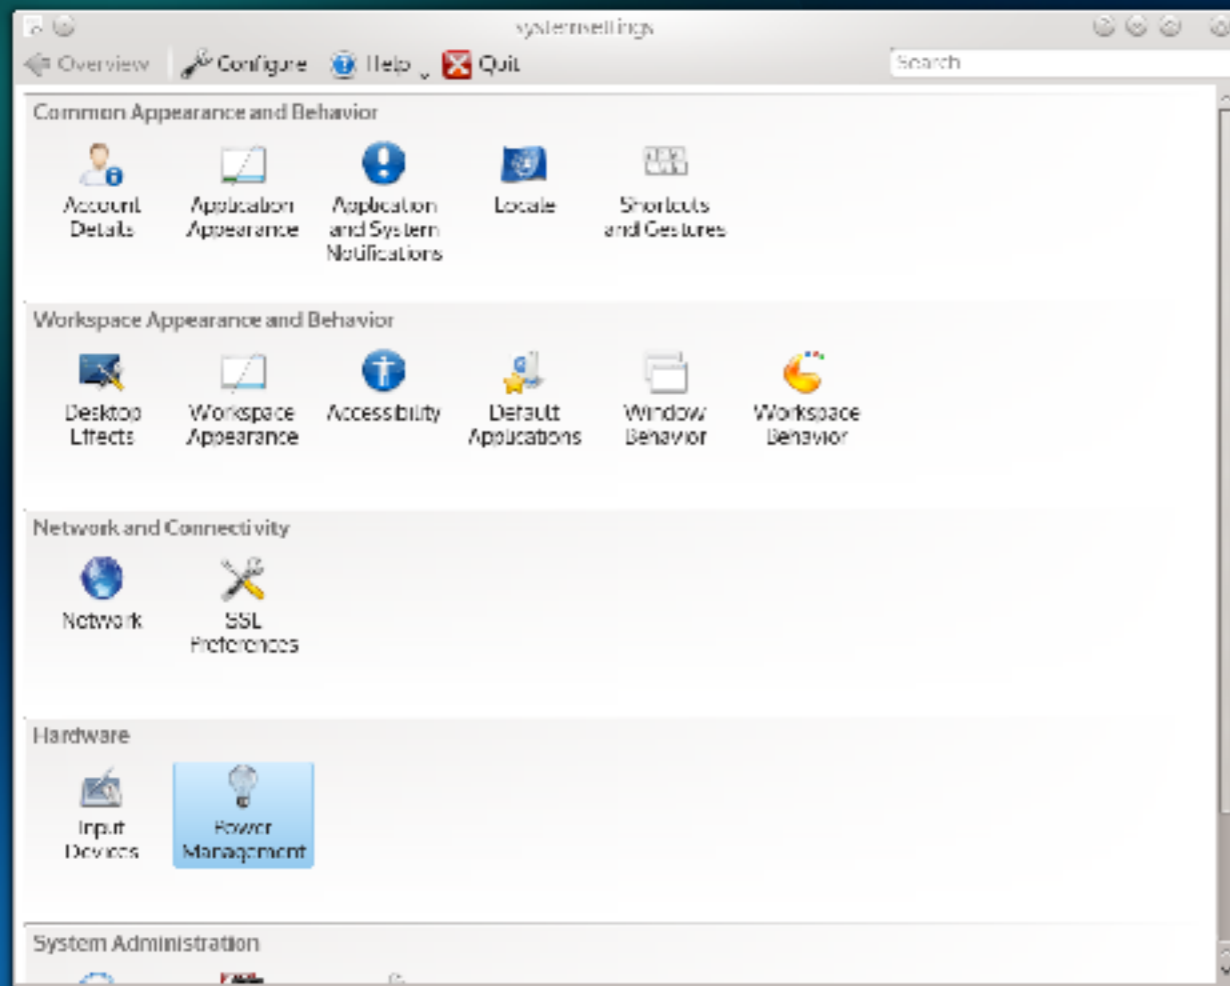 systemsettings
Overview Configure Help Quit Search
Common Appearance and Behavior
Account Details
Application Appearance
Application and System Notifications
Locale
Shortcuts and Gestures
Workspace Appearance and Behavior
Desktop Effects
Workspace Appearance
Accessibility
Default Applications
Window Behavior
Workspace Behavior
Network and Connectivity
Network
SSL Preferences
Hardware
Input Devices
Power Management
System Administration